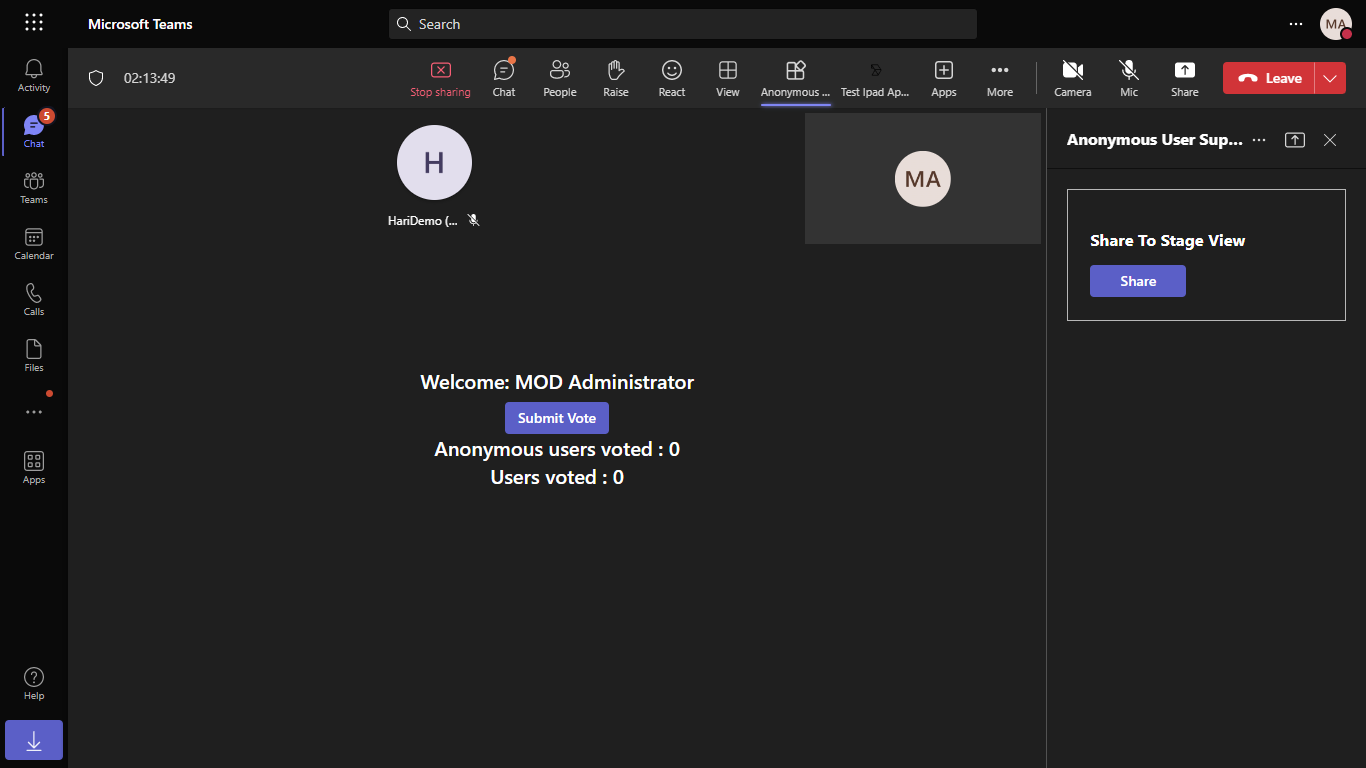 Microsoft Teams
Search
MA
Activity
5
Chat
Teams
Calendar
Calls
Files
Apps
Help
02:13:49
Stop sharing
Chat
People
Raise
React
View
Anonymous ...
Test Ipad Ap...
Apps
More
Camera
Mic
Share
Leave
H
HariDemo (...
MA
Welcome: MOD Administrator
Submit Vote
Anonymous users voted : 0
Users voted : 0
Anonymous User Sup...
Share To Stage View
Share